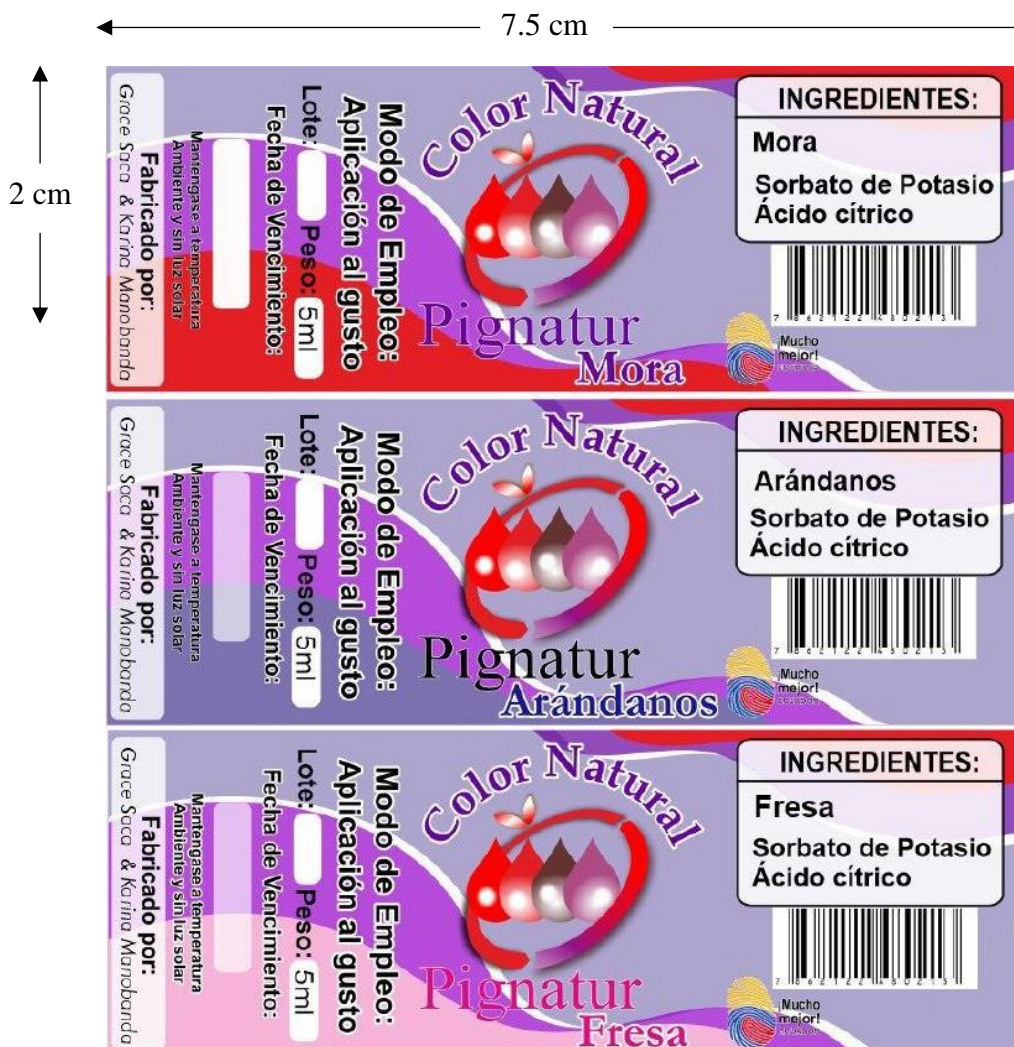 7.5 cm
2 cm
Color Natural
Pignatur
Mora
Modo de Empleo:
Aplicación al gusto
Lote:
Peso: 5ml
Fecha de Vencimiento:
Mantengase a temperatura
Ambiente y sin luz solar
Fabricado por:
Grace Saca & Karina Manobanda
INGREDIENTES:
Mora
Sorbato de Potasio
Ácido cítrico
¡Mucho
mejor!
Color Natural
Pignatur
Arándanos
Modo de Empleo:
Aplicación al gusto
Lote:
Peso: 5ml
Fecha de Vencimiento:
Mantengase a temperatura
Ambiente y sin luz solar
Fabricado por:
Grace Saca & Karina Manobanda
INGREDIENTES:
Arándanos
Sorbato de Potasio
Ácido cítrico
¡Mucho
mejor!
Color Natural
Pignatur
Fresa
Modo de Empleo:
Aplicación al gusto
Lote:
Peso: 5ml
Fecha de Vencimiento:
Mantengase a temperatura
Ambiente y sin luz solar
Fabricado por:
Grace Saca & Karina Manobanda
INGREDIENTES:
Fresa
Sorbato de Potasio
Ácido cítrico
¡Mucho
mejor!